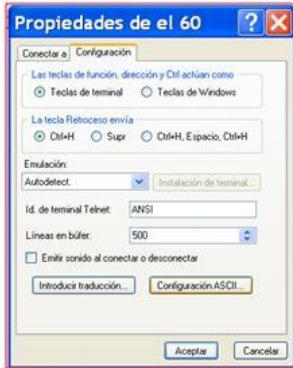 Propiedades de el 60
Conectar a Configuración
Las teclas de función, dirección y Ctrl actúan como
Teclas de terminal Teclas de Windows
La tecla Retroceso envía
Ctrl+H Supr Ctrl+H, Espacio, Ctrl+H
Emulación:
Autodetect. Instalación de terminal...
Id. de terminal Telnet: ANSI
Líneas en búfer: 500
Emitir sonido al conectar o desconectar
Introducir traducción... Configuración ASCII...
Aceptar Cancelar